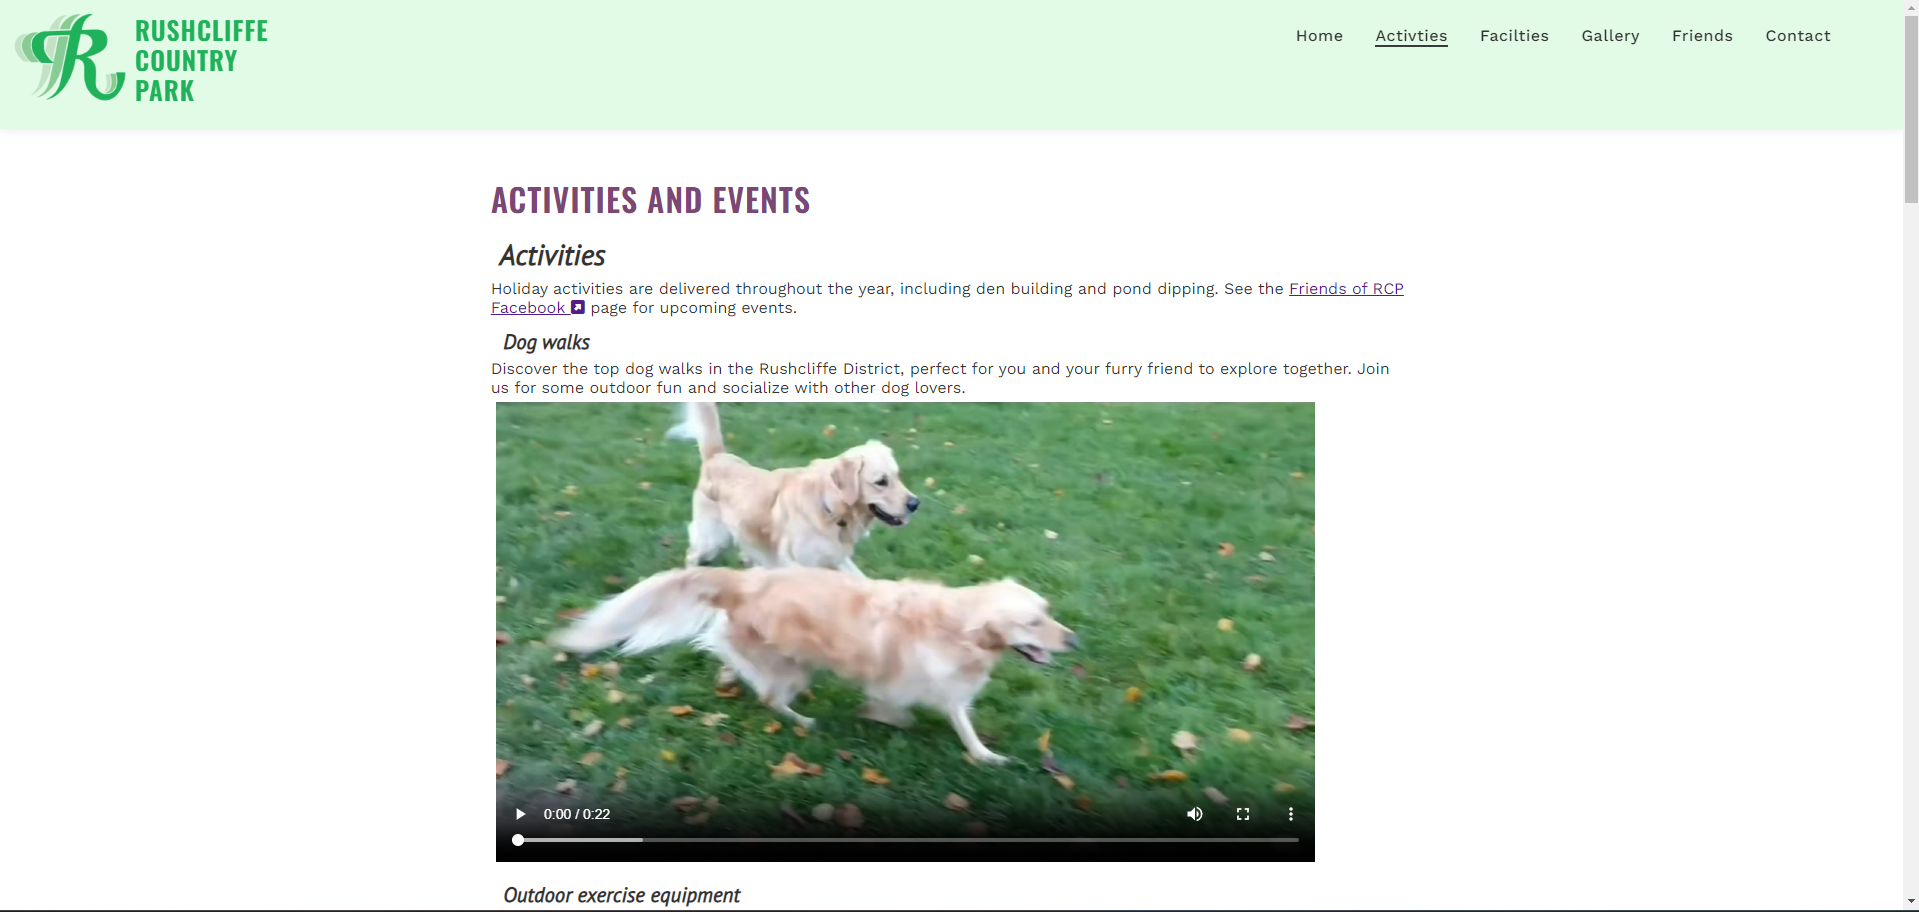 RUSHCLIFFE
COUNTRY
PARK
Home Activties Facilties Gallery Friends Contact
ACTIVITIES AND EVENTS
Activities
Holiday activities are delivered throughout the year, including den building and pond dipping. See the Friends of RCP
Facebook page for upcoming events.
Dog walks
Discover the top dog walks in the Rushcliffe District, perfect for you and your furry friend to explore together. Join
us for some outdoor fun and socialize with other dog lovers.
0:00 / 0:22
Outdoor exercise equipment